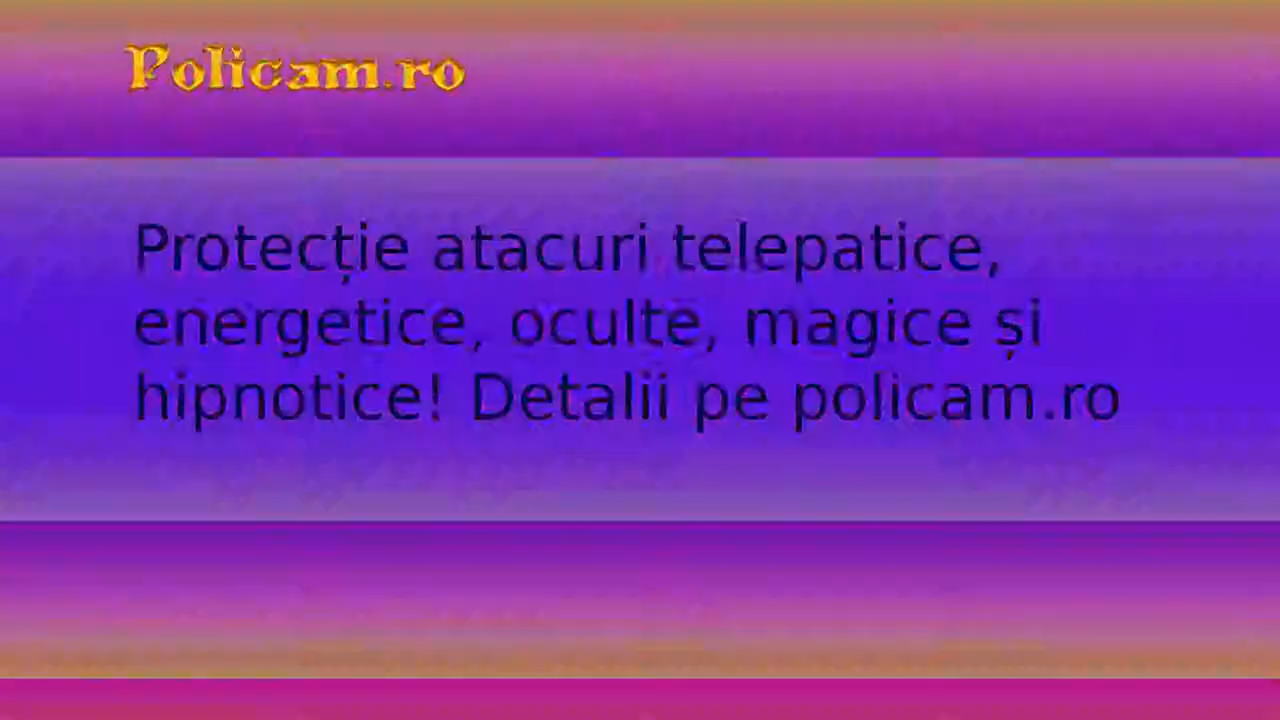 Policam.ro
Protecție atacuri telepatice,
energetice, oculte, magice și
hipnotice! Detalii pe policam.ro